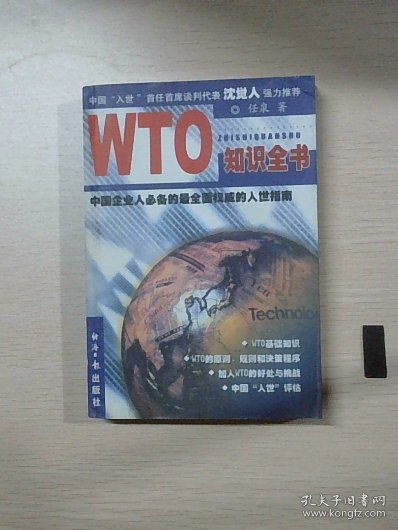 中国“入世”首任首席谈判代表 沈觉人 强力推荐
任泉 著
WTO
ZHISHIQUANSHU
知识全书
中国企业人必备的最全面权威的入世指南
Technolo
◆ WTO基础知识
◆ WTO的原则、规则和决策程序
◆ 加入WTO的好处与挑战
◆ 中国“入世”评估
经济日报出版社
孔夫子旧书网
kongfz.com